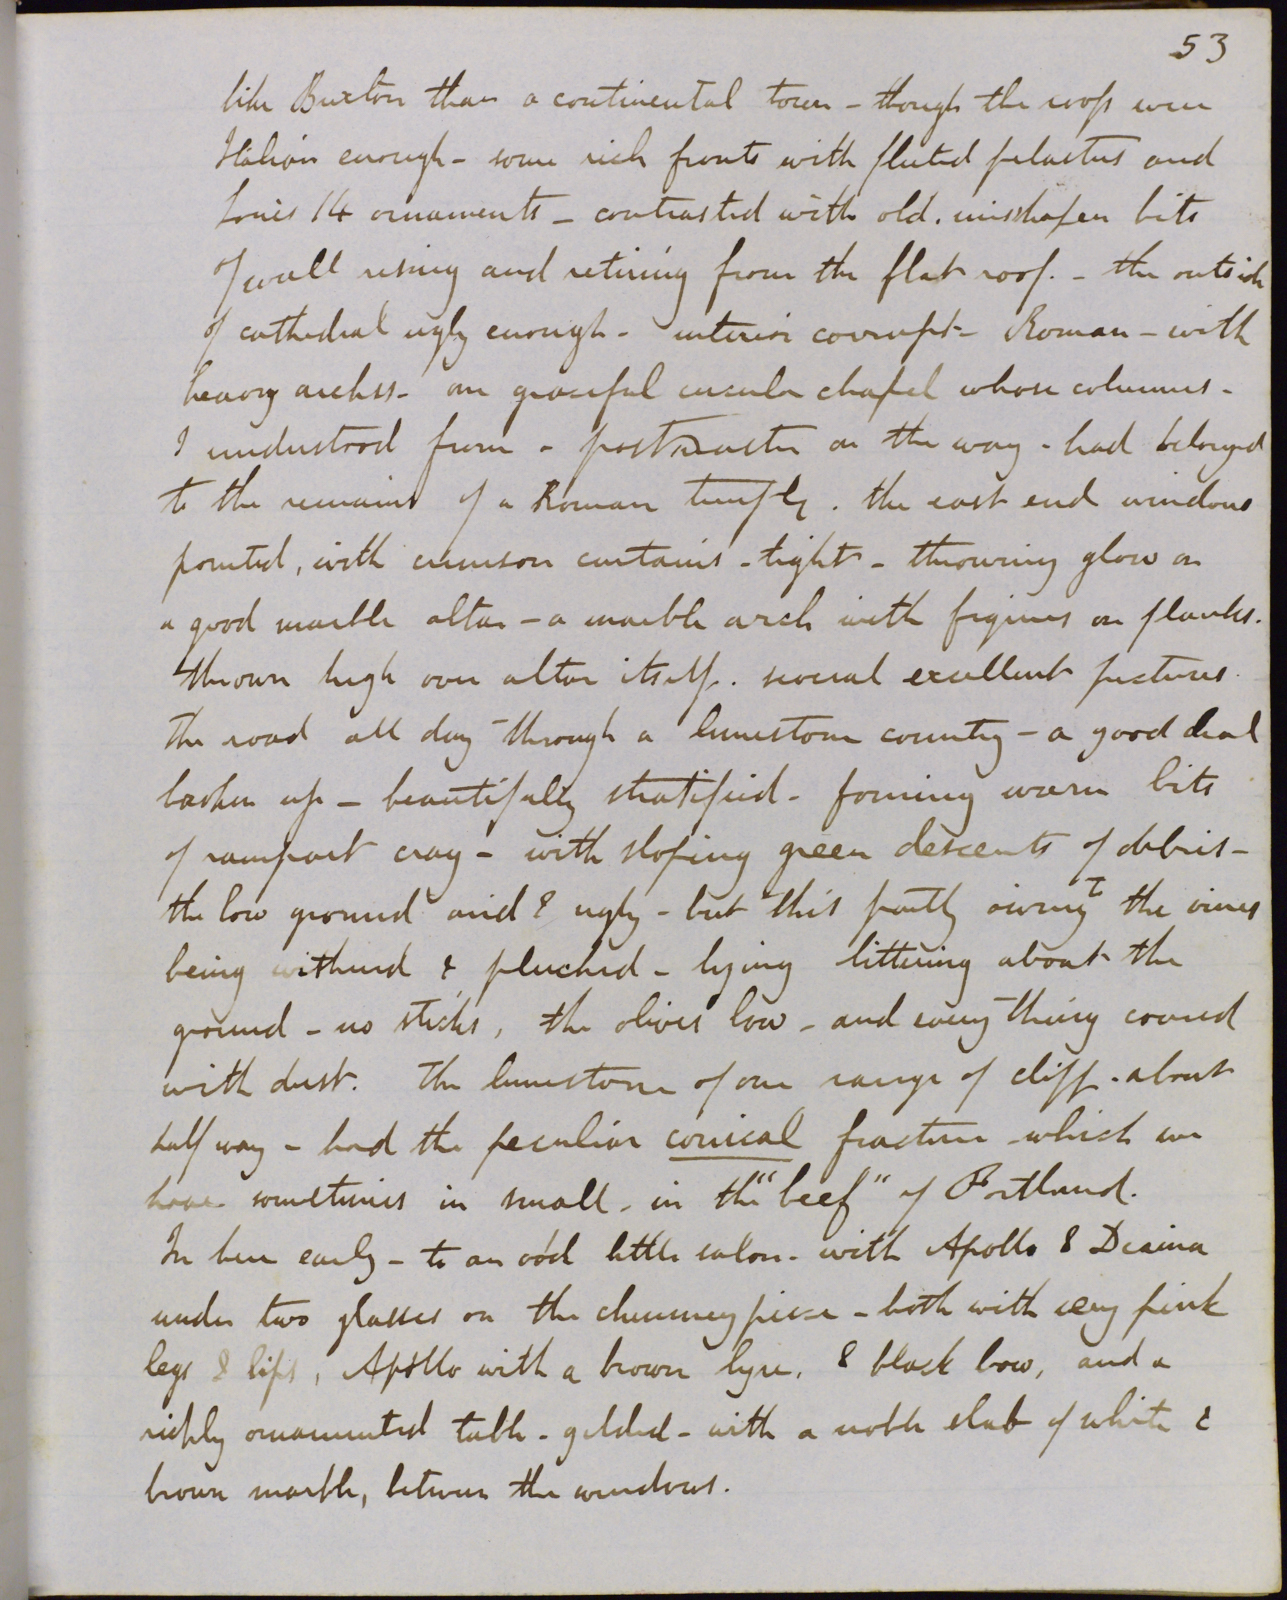 53
like Buxton than a continental town - though the roofs were
Italian enough - some rich fronts with fluted pilasters and
Louis 14 ornaments - contrasted with old, misshapen bits
of wall rising and retiring from the flat roof. - the outside
of cathedral ugly enough - interior corrupt - Roman - with
heavy arches - one graceful circular chapel whose columns -
I understood from a postmaster on the way - had belonged
to the remains of a Roman temple. the east end windows
pointed, with crimson curtains - tight - throwing glow on
a good marble altar - a marble arch with figures on flanks.
thrown high over altar itself. several excellent pictures.
The road all day through a limestone country - a good deal
broken up - beautifully stratified - forming warm bits
of rampart crag - with sloping green descents of debris -
the low ground arid & ugly - but this partly owing to the vines
being withered & plucked - lying littering about the
ground - no sticks, the olives low - and everything covered
with dust. The limestone of one range of cliff - about
half way - had the peculiar conical fracture - which we
have sometimes in small - in the "beef" of Portland.
In here early - to an odd little salon - with Apollo & Diaina
under two glasses on the chimneypiece - both with very pink
legs & lips, Apollo with a brown lyre, & black bow, and a
richly ornamented table - gilded - with a noble slab of white &
brown marble, between the windows.